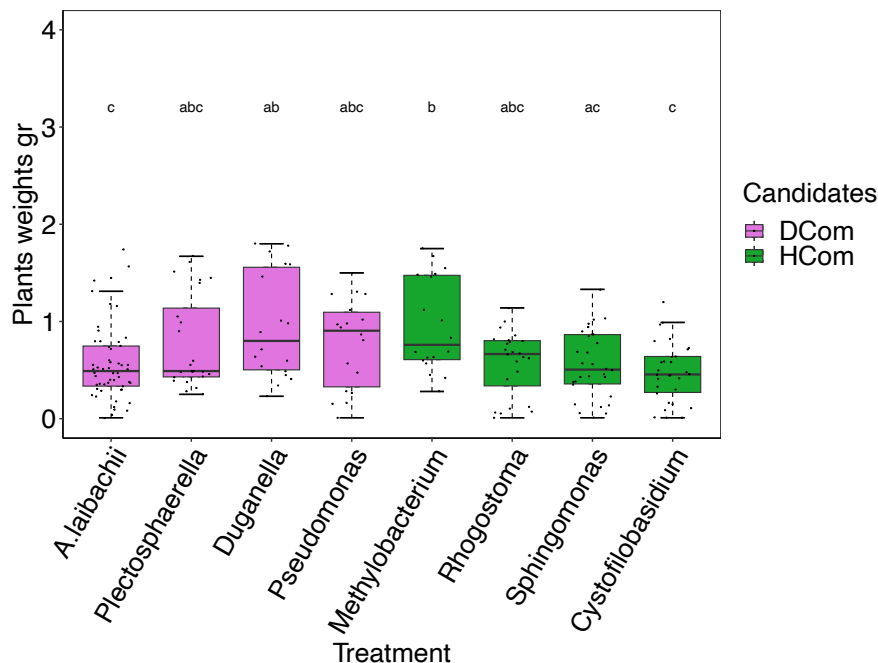 4
3
2
1
0
Plants weights gr
c
abc
ab
abc
b
abc
ac
c
A.laibachii
Plectosphaerella
Duganella
Pseudomonas
Methylobacterium
Rhogostoma
Sphingomonas
Cystofilobasidium
Treatment
Candidates
DCom
HCom